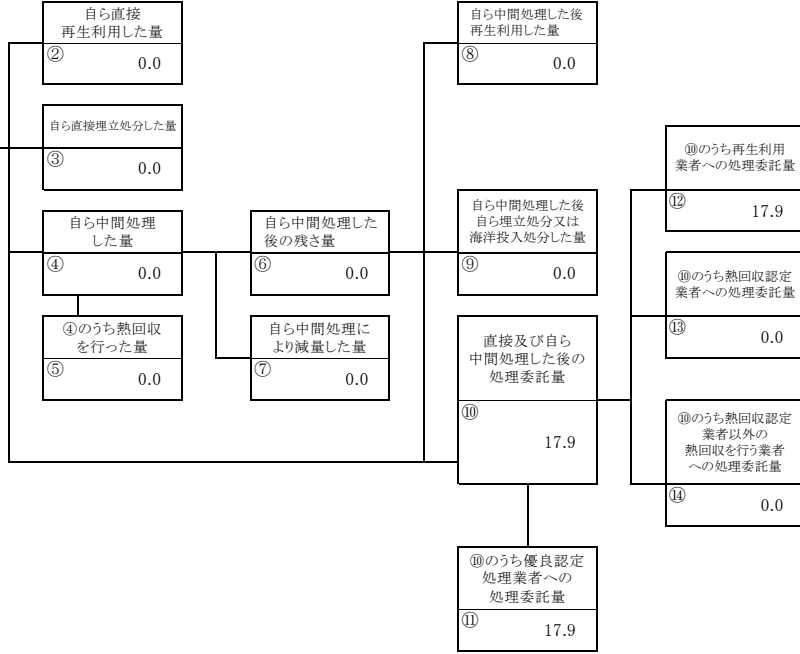 自ら直接
再生利用した量
②
0.0
自ら直接埋立処分した量
③
0.0
自ら中間処理
した量
④
0.0
④のうち熱回収
を行った量
⑤
0.0
自ら中間処理した
後の残さ量
⑥
0.0
自ら中間処理に
より減量した量
⑦
0.0
自ら中間処理した後
再生利用した量
⑧
0.0
自ら中間処理した後
自ら埋立処分又は
海洋投入処分した量
⑨
0.0
直接及び自ら
中間処理した後の
処理委託量
⑩
17.9
⑩のうち優良認定
処理業者への
処理委託量
⑪
17.9
⑩のうち再生利用
業者への処理委託量
⑫
17.9
⑩のうち熱回収認定
業者への処理委託量
⑬
0.0
⑩のうち熱回収認定
業者以外の
熱回収を行う業者
への処理委託量
⑭
0.0